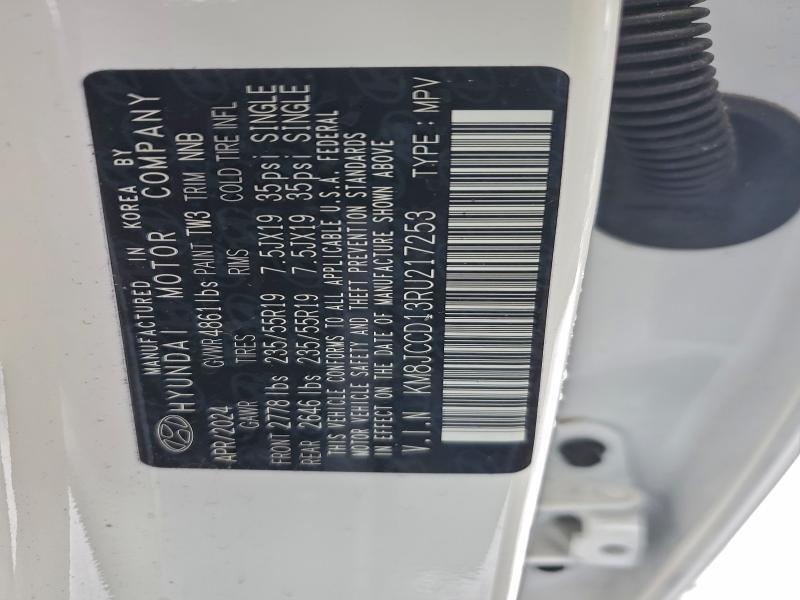 MANUFACTURED IN KOREA BY
HYUNDAI MOTOR COMPANY
APR/2024 GVWR 4861 lbs PAINT TW3 TRIM NNB
GAWR TIRES RMS COLD TIRE INFL
FRONT 2778 lbs 235/55R19 7.5JX19 35psi SINGLE
REAR 2646 lbs 235/55R19 7.5JX19 35psi SINGLE
THIS VEHICLE CONFORMS TO ALL APPLICABLE U.S.A. FEDERAL
MOTOR VEHICLE SAFETY AND THEFT PREVENTION STANDARDS
IN EFFECT ON THE DATE OF MANUFACTURE SHOWN ABOVE
V.I.N KM8JCCD13RU217253 TYPE : MPV